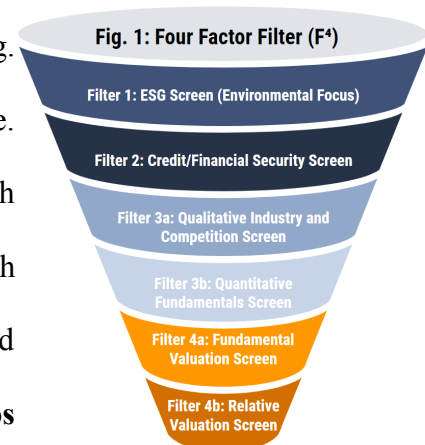 Fig. 1: Four Factor Filter (F⁴)
g.
Filter 1: ESG Screen (Environmental Focus)
e.
Filter 2: Credit/Financial Security Screen
h
Filter 3a: Qualitative Industry and
Competition Screen
h
Filter 3b: Quantitative
Fundamentals Screen
d
Filter 4a: Fundamental
Valuation Screen
os
Filter 4b: Relative
Valuation Screen